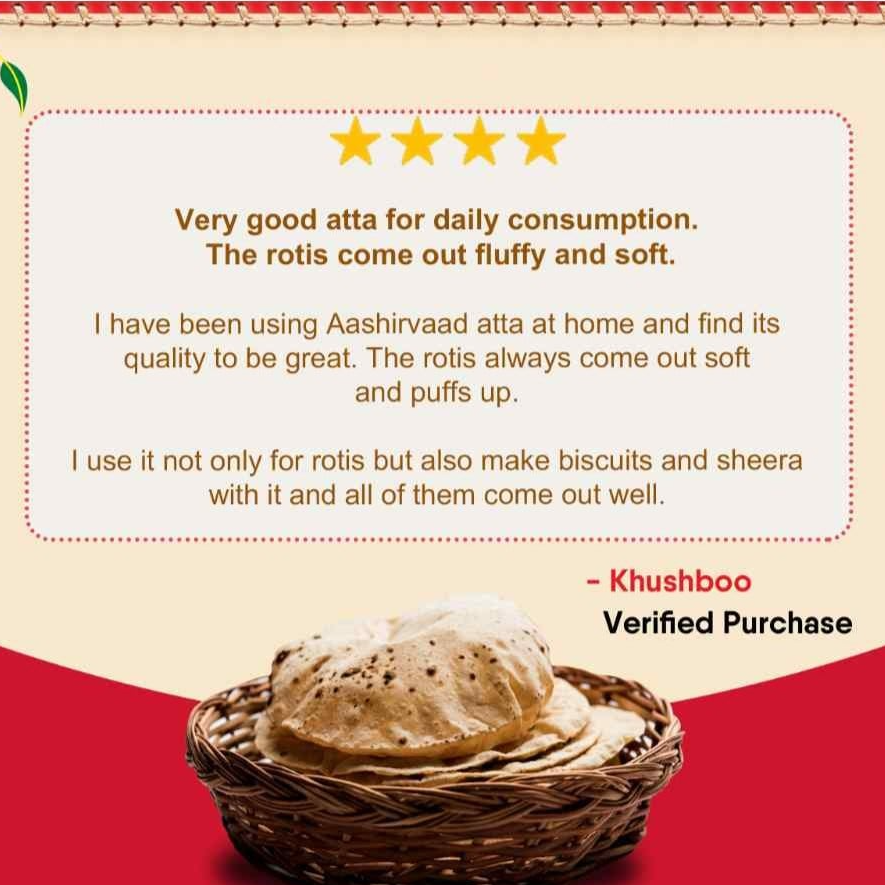 Very good atta for daily consumption.
The rotis come out fluffy and soft.
I have been using Aashirvaad atta at home and find its
quality to be great. The rotis always come out soft
and puffs up.
I use it not only for rotis but also make biscuits and sheera
with it and all of them come out well.
- Khushboo
Verified Purchase